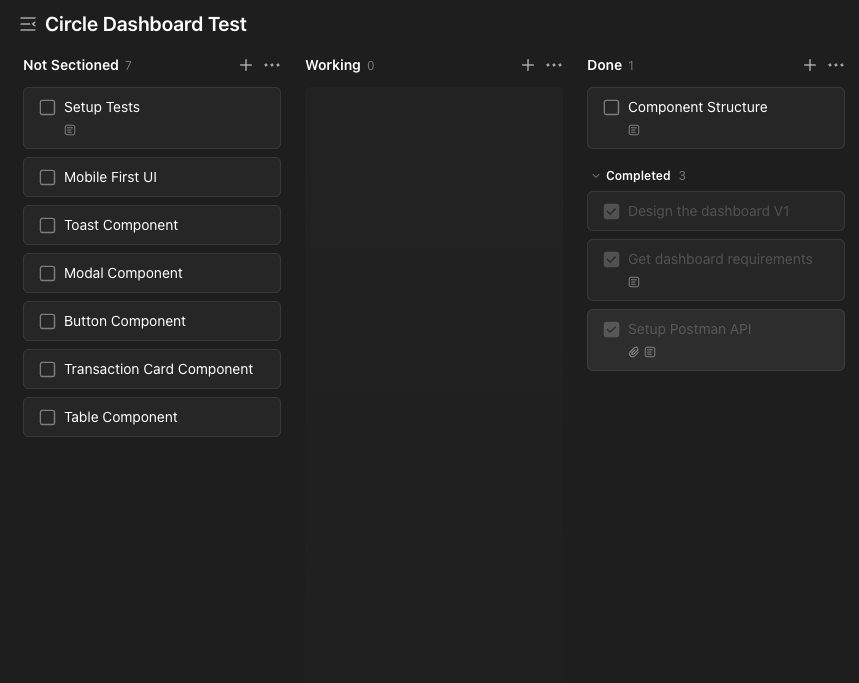 Circle Dashboard Test
Not Sectioned 7
Setup Tests
Mobile First UI
Toast Component
Modal Component
Button Component
Transaction Card Component
Table Component
Working 0
Done 1
Component Structure
Completed 3
Design the dashboard V1
Get dashboard requirements
Setup Postman API